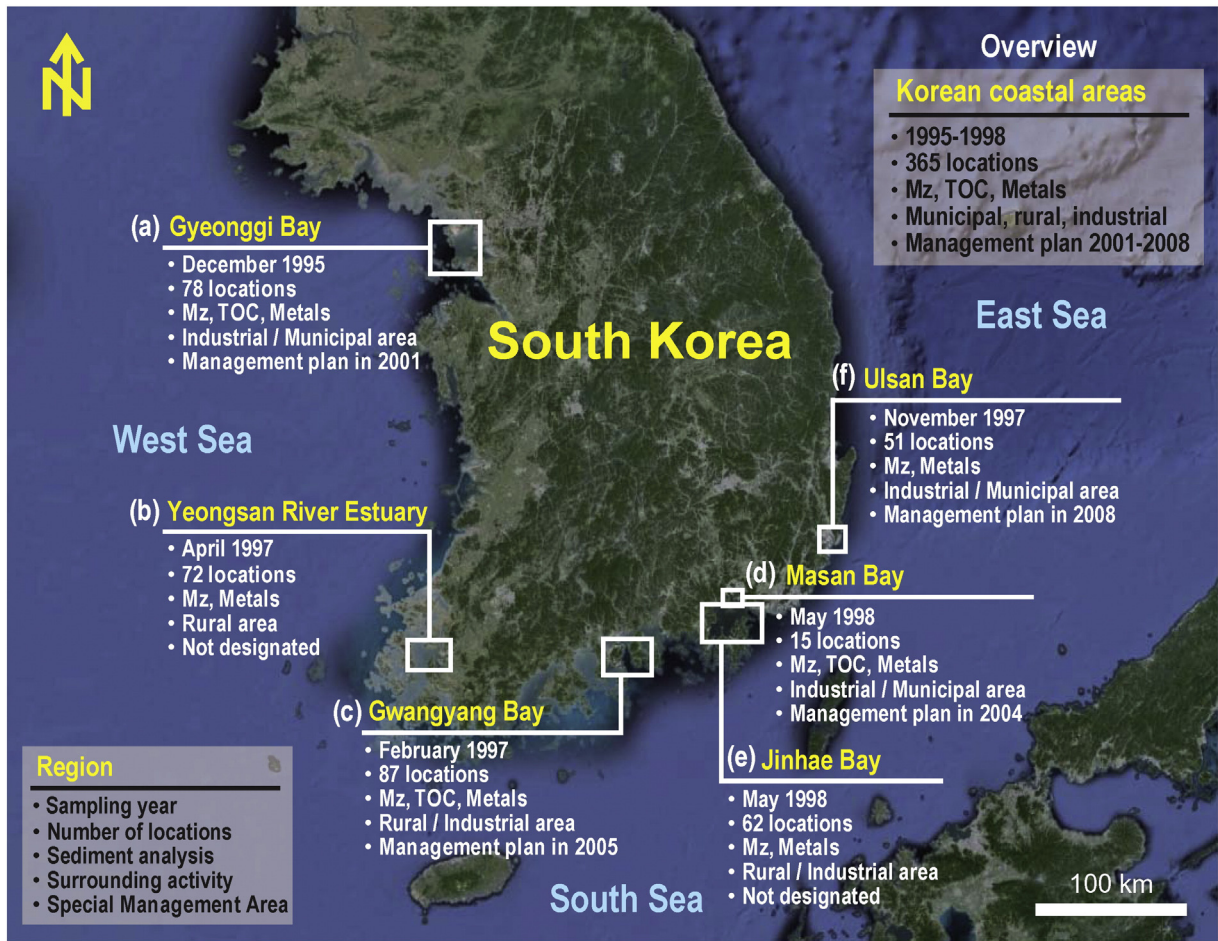 N
Overview
Korean coastal areas
• 1995-1998
• 365 locations
• Mz, TOC, Metals
• Municipal, rural, industrial
• Management plan 2001-2008
(a) Gyeonggi Bay
• December 1995
• 78 locations
• Mz, TOC, Metals
• Industrial / Municipal area
• Management plan in 2001
South Korea
East Sea
West Sea
(f) Ulsan Bay
• November 1997
• 51 locations
• Mz, Metals
• Industrial / Municipal area
• Management plan in 2008
(b) Yeongsan River Estuary
• April 1997
• 72 locations
• Mz, Metals
• Rural area
• Not designated
(d) Masan Bay
• May 1998
• 15 locations
• Mz, TOC, Metals
• Industrial / Municipal area
• Management plan in 2004
(c) Gwangyang Bay
• February 1997
• 87 locations
• Mz, TOC, Metals
• Rural / Industrial area
• Management plan in 2005
(e) Jinhae Bay
• May 1998
• 62 locations
• Mz, Metals
• Rural / Industrial area
• Not designated
Region
• Sampling year
• Number of locations
• Sediment analysis
• Surrounding activity
• Special Management Area
South Sea
100 km